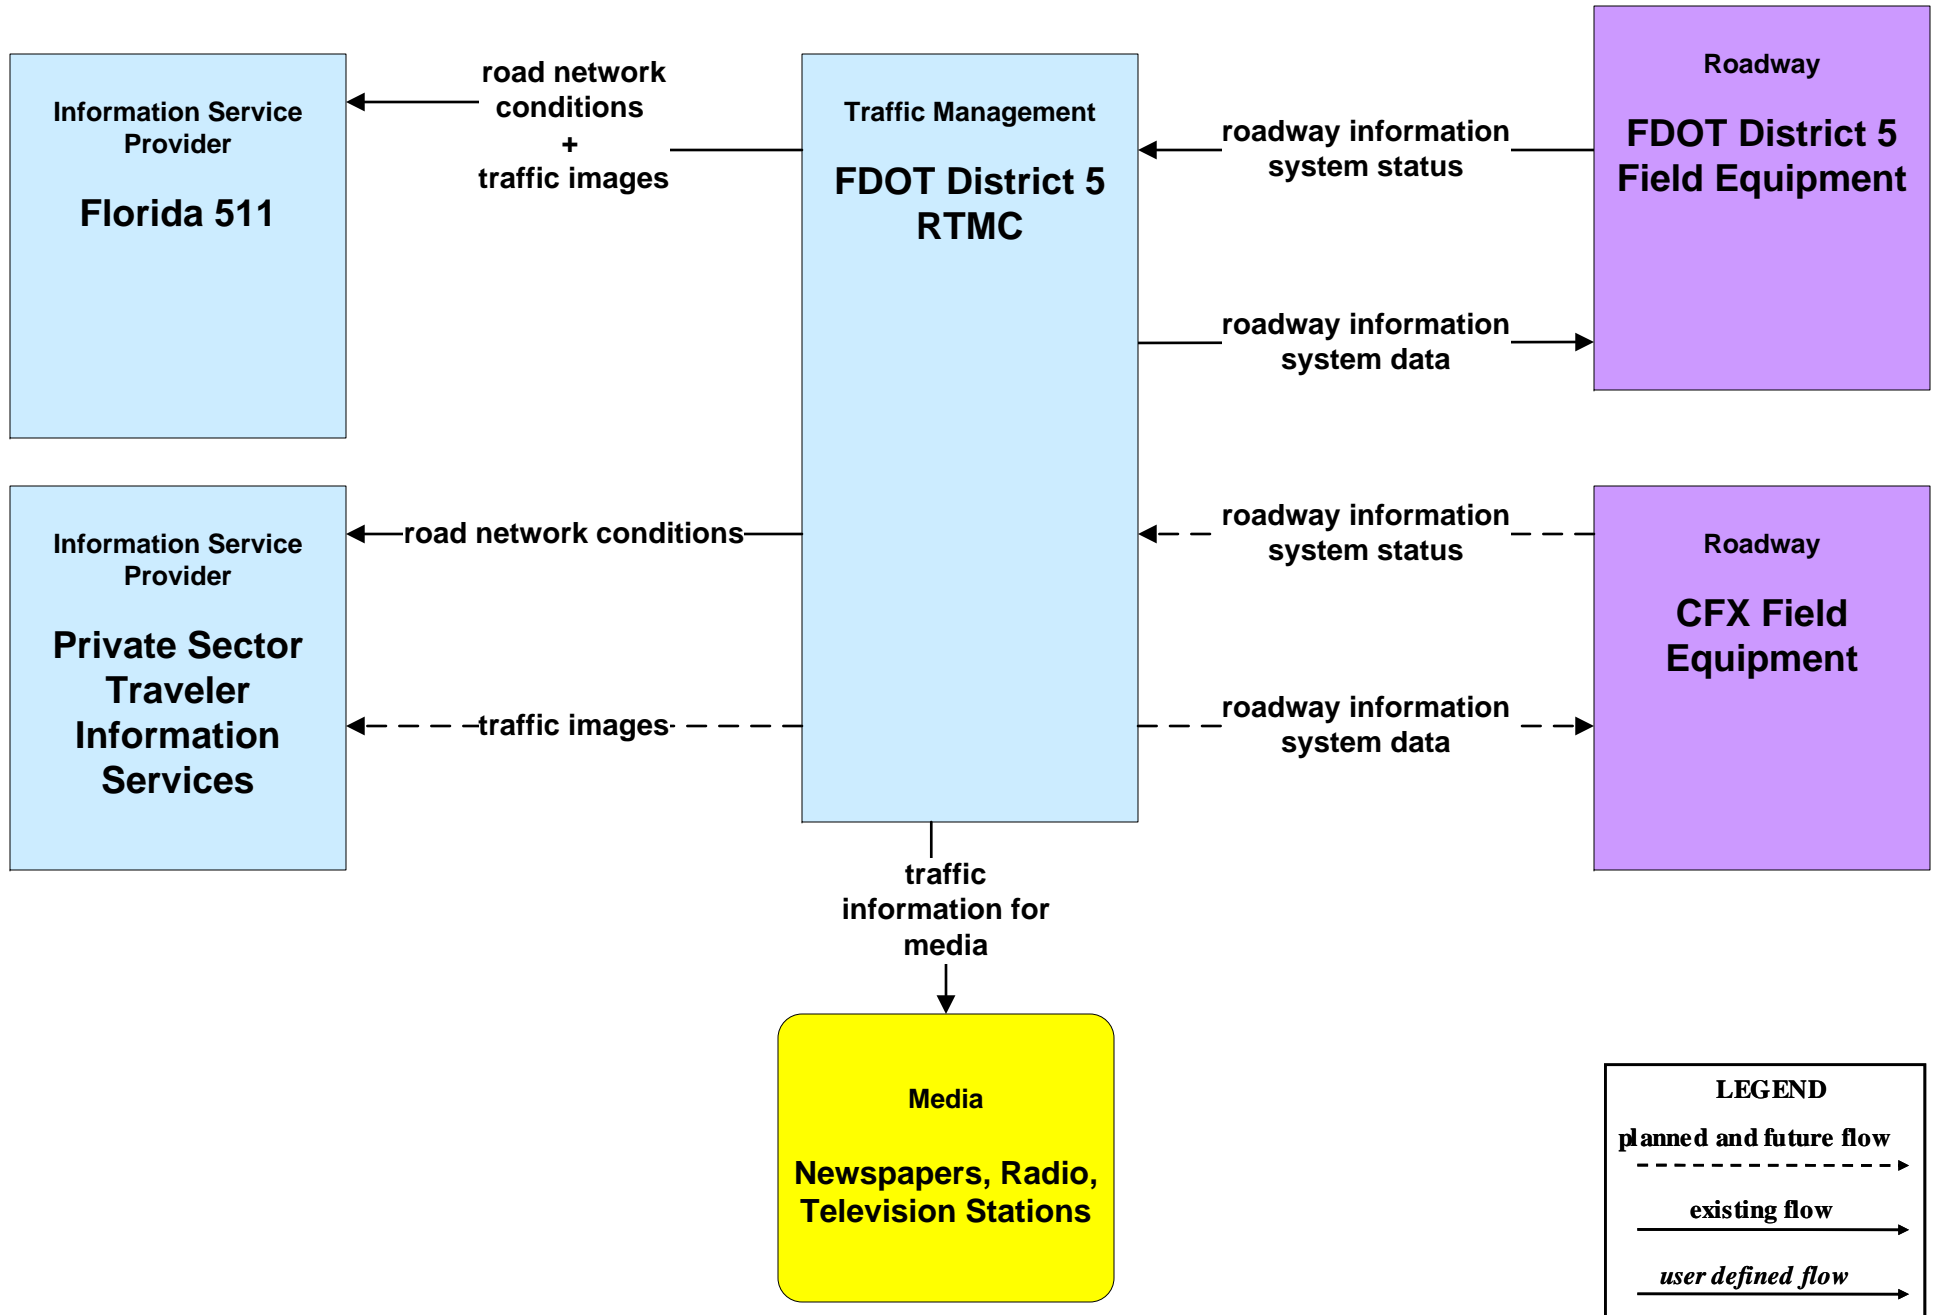 Information Service
Provider
Florida 511
road network
conditions
+
traffic images
Traffic Management
FDOT District 5
RTMC
roadway information
system status
Roadway
FDOT District 5
Field Equipment
roadway information
system data
Information Service
Provider
Private Sector
Traveler
Information
Services
road network conditions
traffic images
roadway information
system status
roadway information
system data
Roadway
CFX Field
Equipment
traffic
information for
media
Media
Newspapers, Radio,
Television Stations
LEGEND
planned and future flow
existing flow
user defined flow